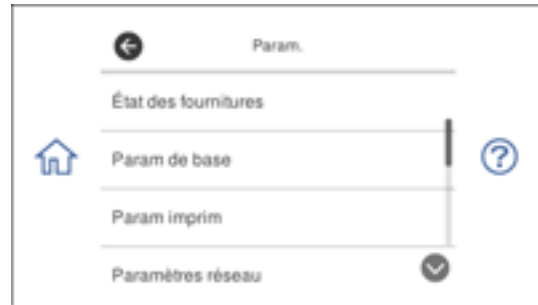 Param.
État des fournitures
Param de base
Param imprim
Paramètres réseau